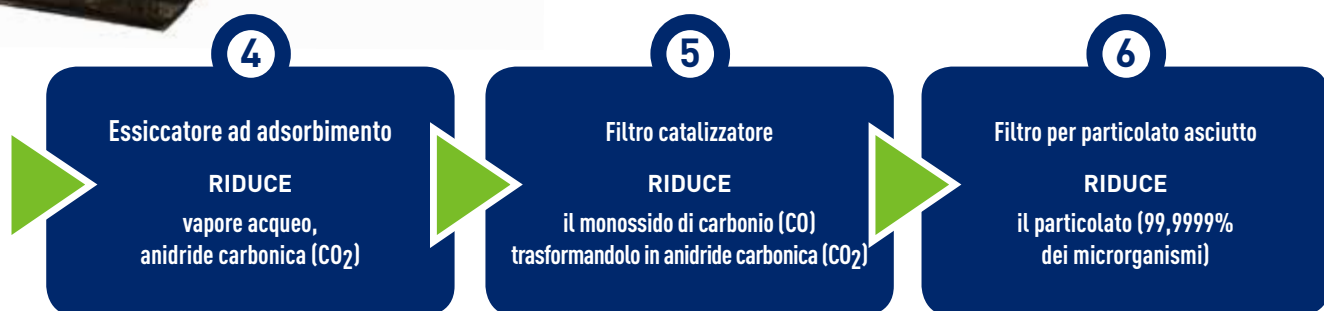 4
Essiccatore ad adsorbimento
RIDUCE
vapore acqueo,
anidride carbonica (CO₂)
5
Filtro catalizzatore
RIDUCE
il monossido di carbonio (CO)
trasformandolo in anidride carbonica (CO₂)
6
Filtro per particolato asciutto
RIDUCE
il particolato (99,9999%
dei microrganismi)